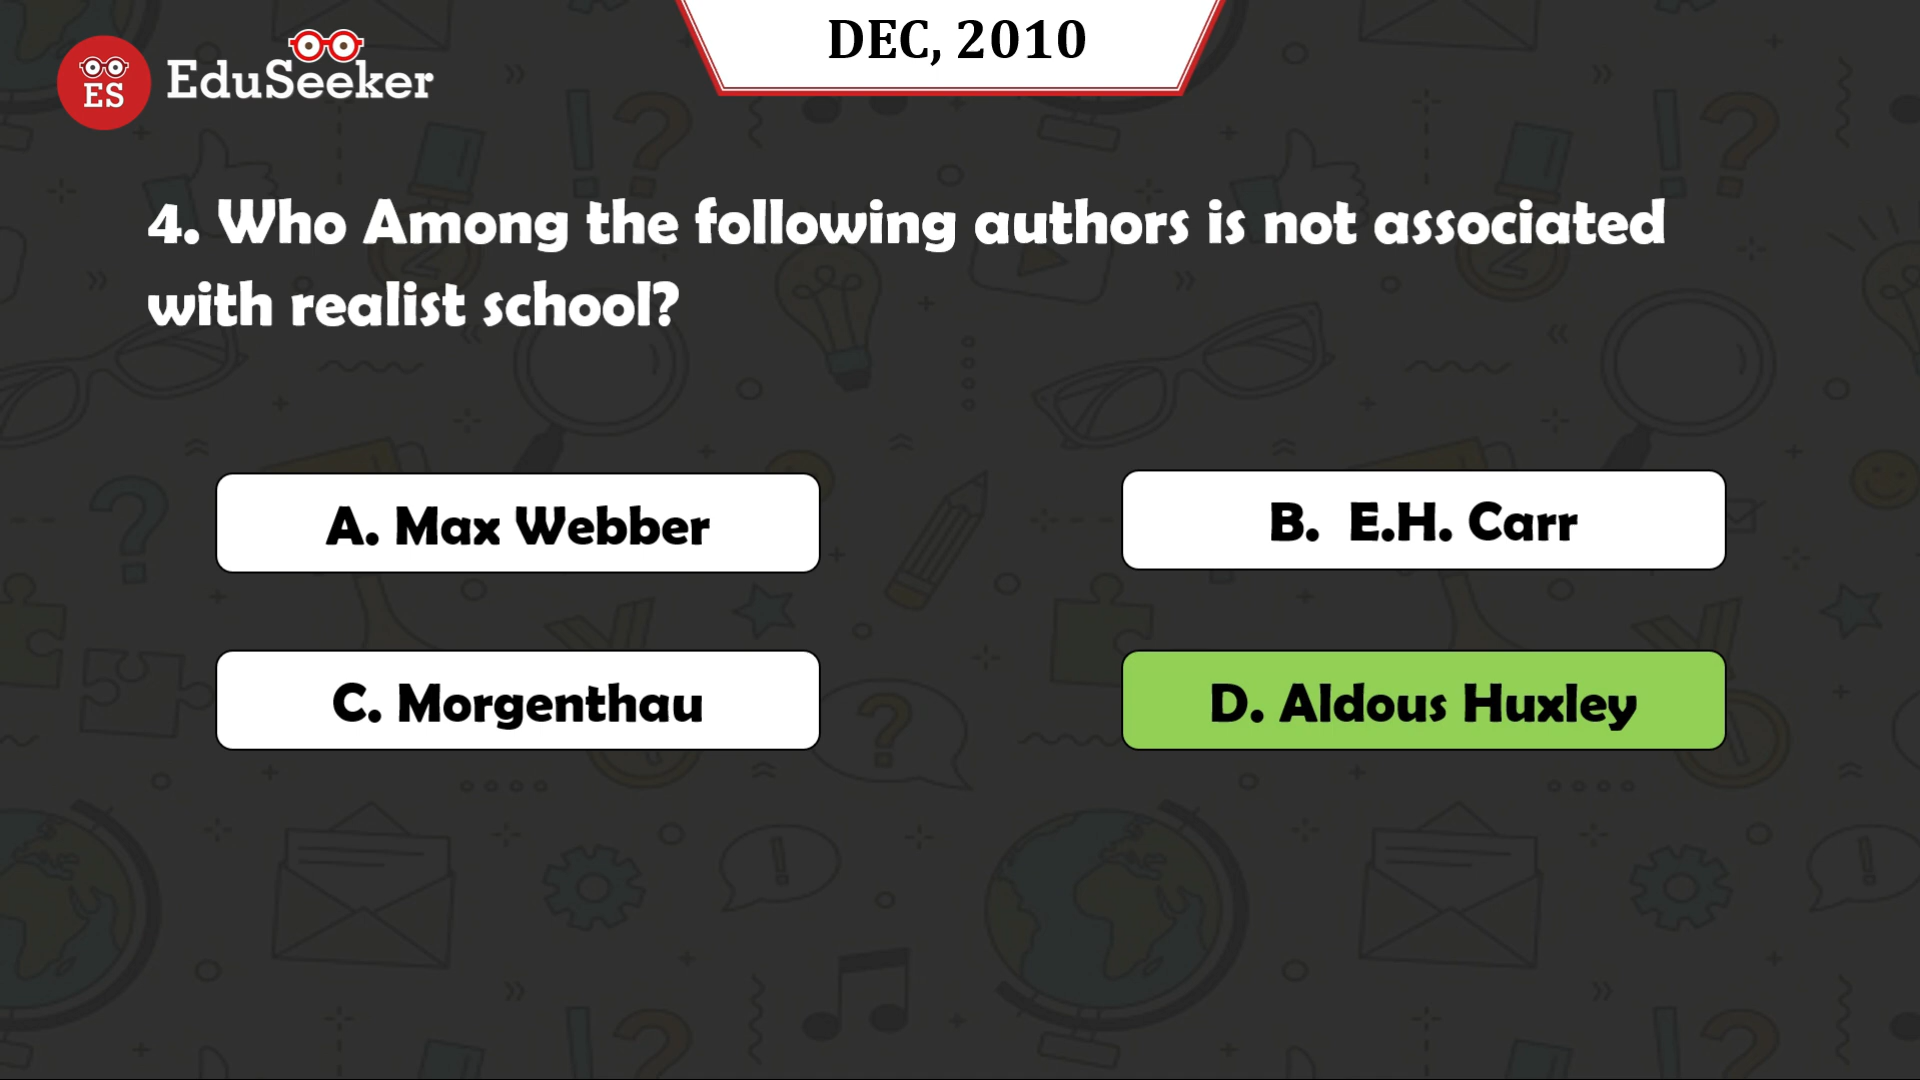 DEC, 2010
ES
EduSeeker
4. Who Among the following authors is not associated
with realist school?
A. Max Webber
B. E.H. Carr
C. Morgenthau
D. Aldous Huxley